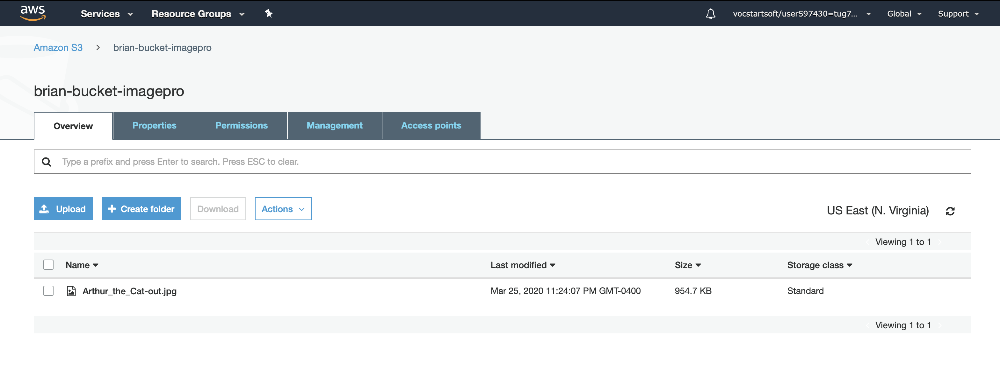 aws Services Resource Groups vocstartsoft/user597430=tug7... Global Support
Amazon S3 > brian-bucket-imagepro
brian-bucket-imagepro
Overview Properties Permissions Management Access points
Type a prefix and press Enter to search. Press ESC to clear.
Upload + Create folder Download Actions US East (N. Virginia)
Viewing 1 to 1
Name Last modified Size Storage class
Arthur_the_Cat-out.jpg Mar 25, 2020 11:24:07 PM GMT-0400 954.7 KB Standard
Viewing 1 to 1